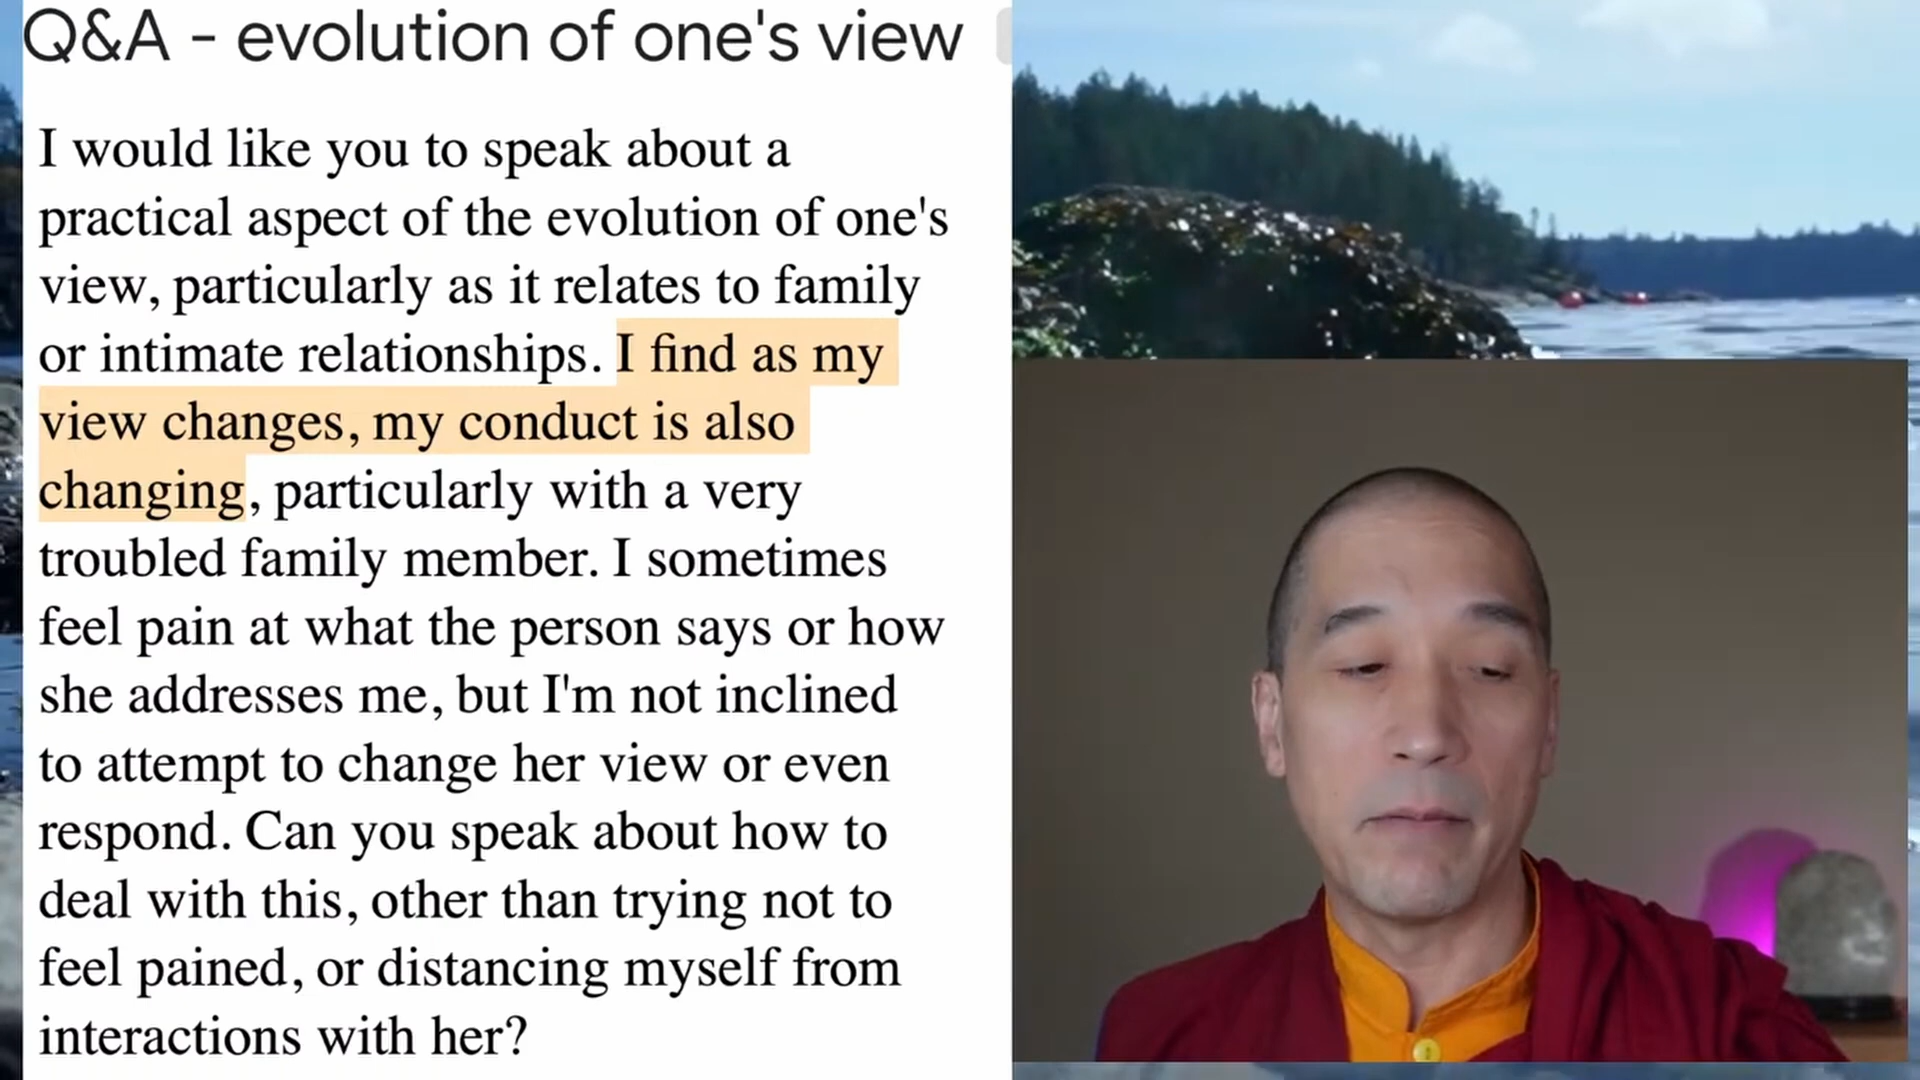 Q&A - evolution of one's view
I would like you to speak about a
practical aspect of the evolution of one's
view, particularly as it relates to family
or intimate relationships. I find as my
view changes, my conduct is also
changing, particularly with a very
troubled family member. I sometimes
feel pain at what the person says or how
she addresses me, but I'm not inclined
to attempt to change her view or even
respond. Can you speak about how to
deal with this, other than trying not to
feel pained, or distancing myself from
interactions with her?